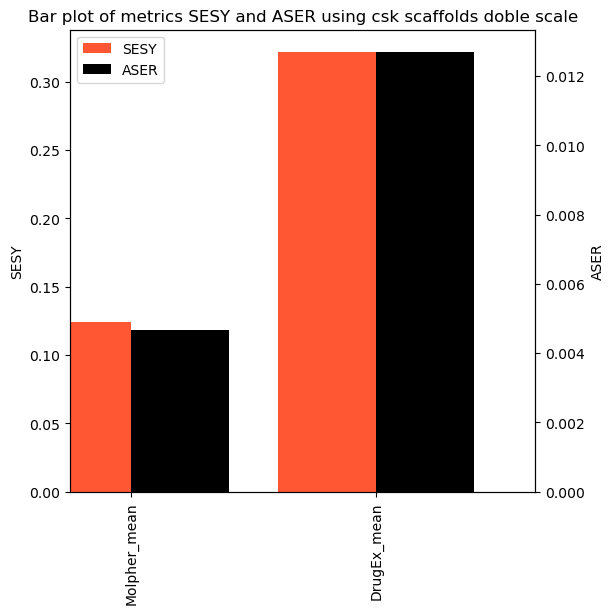 Bar plot of metrics SESY and ASER using csk scaffolds doble scale
SESY
ASER
0.30
0.25
0.20
0.15
0.10
0.05
0.00
SESY
0.012
0.010
0.008
0.006
0.004
0.002
0.000
ASER
Molpher_mean
DrugEx_mean